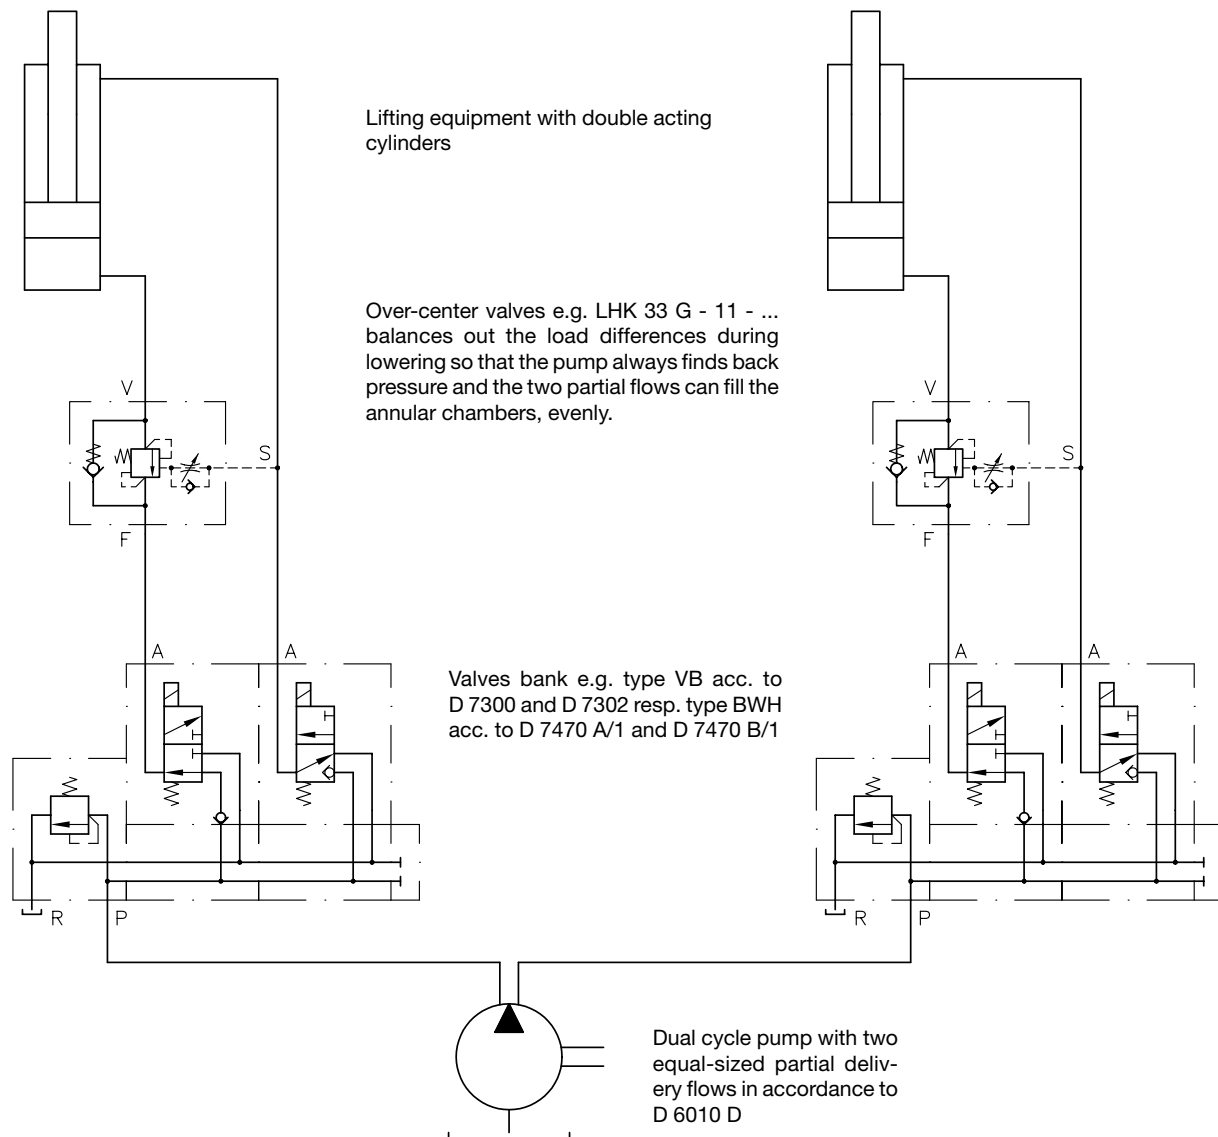 Lifting equipment with double acting
cylinders
Over-center valves e.g. LHK 33 G - 11 - ...
balances out the load differences during
lowering so that the pump always finds back
pressure and the two partial flows can fill the
annular chambers, evenly.
V
S
F
V
S
F
A
A
A
A
Valves bank e.g. type VB acc. to
D 7300 and D 7302 resp. type BWH
acc. to D 7470 A/1 and D 7470 B/1
R
P
R
P
Dual cycle pump with two
equal-sized partial deliv-
ery flows in accordance to
D 6010 D